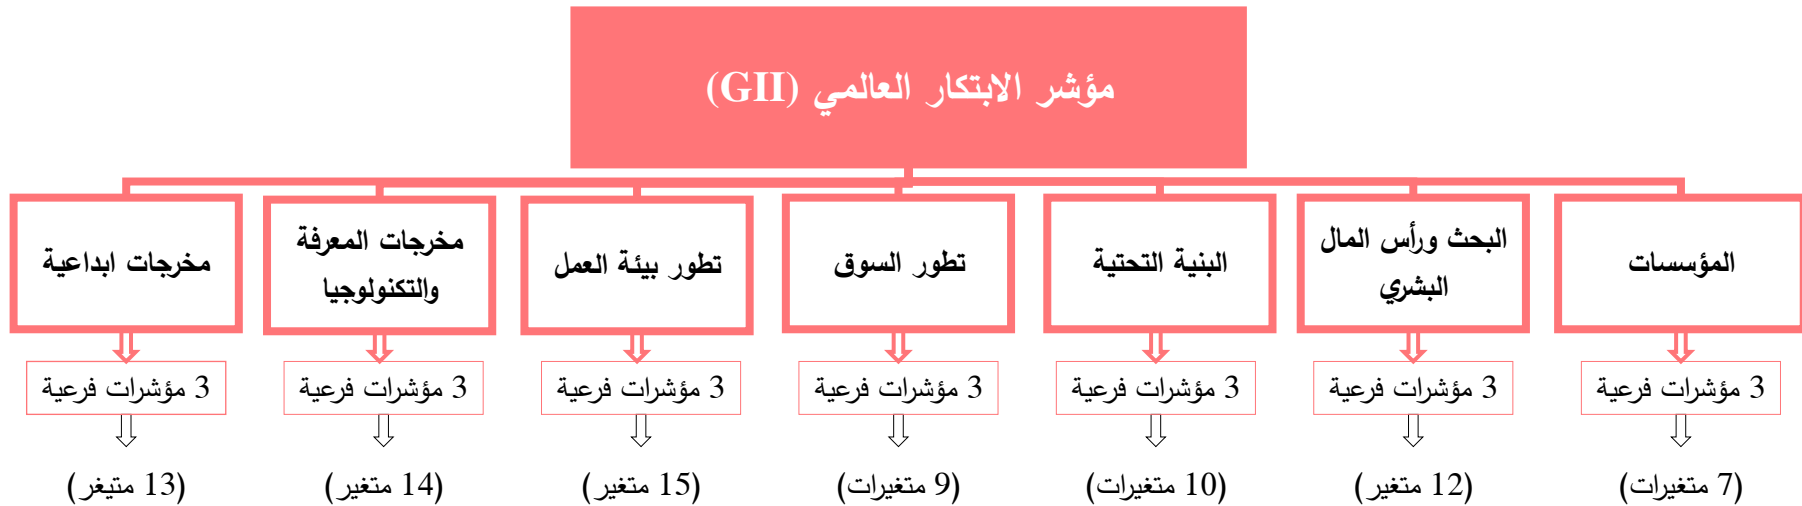 مؤشر الابتكار العالمي (GII)
المؤسسات
البحث ورأس المال
البشري
البنية التحتية
تطور السوق
تطور بيئة العمل
مخرجات المعرفة
والتكنولوجيا
مخرجات ابداعية
3 مؤشرات فرعية
3 مؤشرات فرعية
3 مؤشرات فرعية
3 مؤشرات فرعية
3 مؤشرات فرعية
3 مؤشرات فرعية
3 مؤشرات فرعية
(7 متغيرات)
(12 متغير)
(10 متغيرات)
(9 متغيرات)
(15 متغير)
(14 متغير)
(13 متيغر)